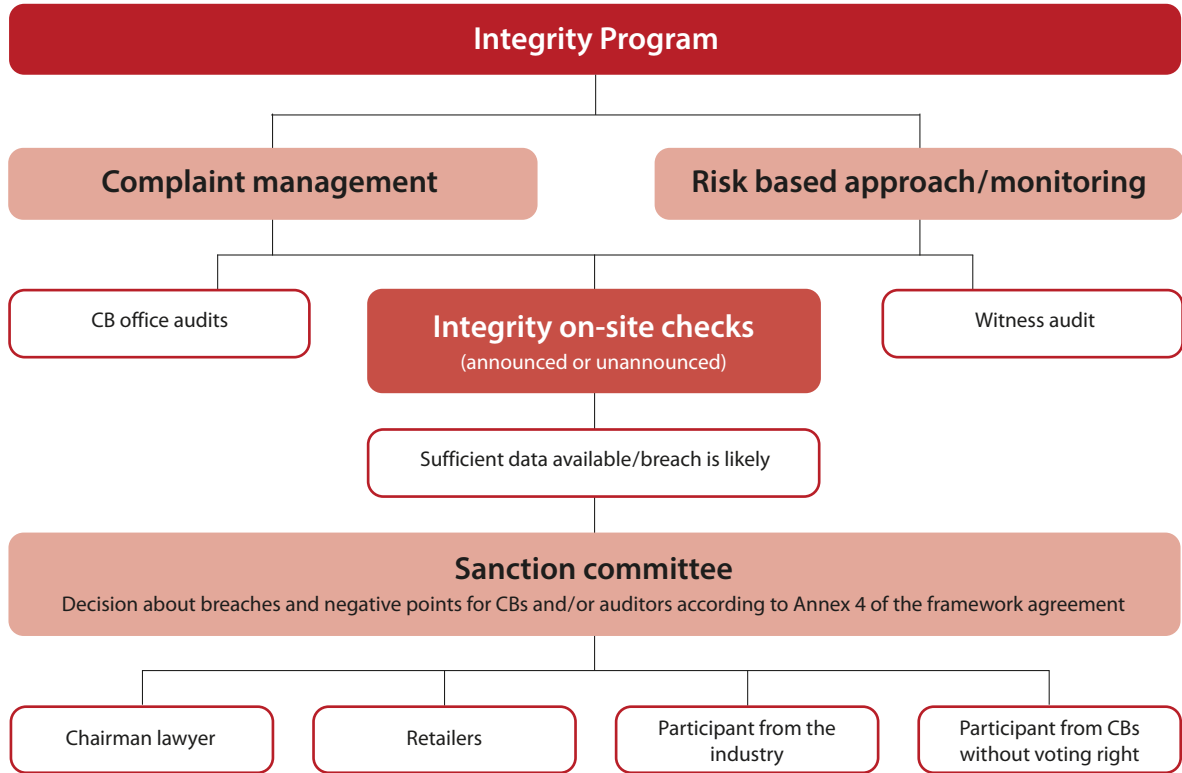 Integrity Program
Complaint management
Risk based approach/monitoring
CB office audits
Integrity on-site checks
(announced or unannounced)
Witness audit
Sufficient data available/breach is likely
Sanction committee
Decision about breaches and negative points for CBs and/or auditors according to Annex 4 of the framework agreement
Chairman lawyer
Retailers
Participant from the
industry
Participant from CBs
without voting right